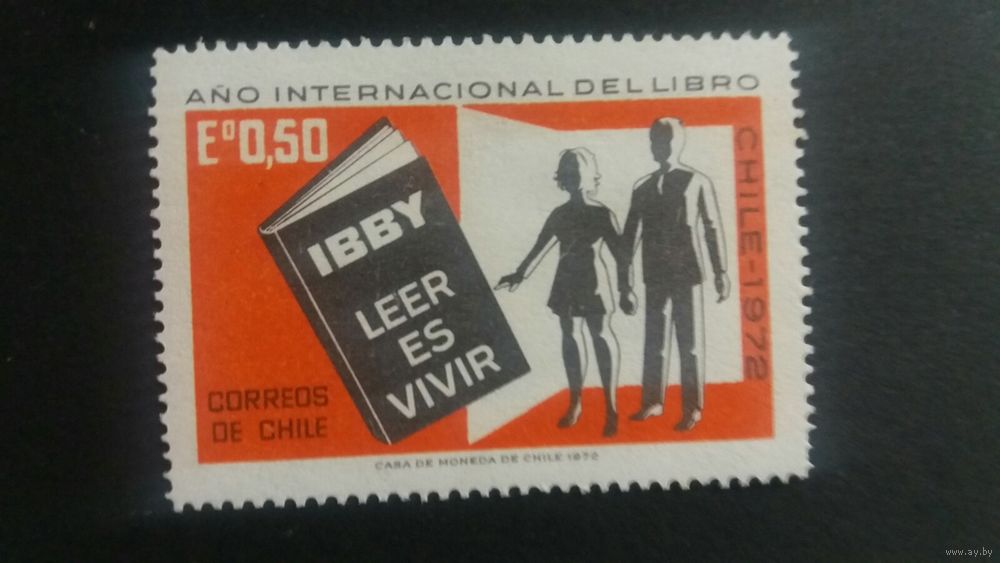 AÑO INTERNACIONAL DEL LIBRO
Eº0,50
IBBY
LEER
ES
VIVIR
CHILE-1972
CORREOS
DE CHILE
CASA DE MONEDA DE CHILE 1972
www.ay.by